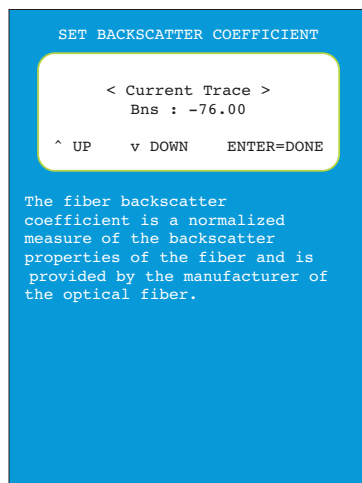 SET BACKSCATTER COEFFICIENT
< Current Trace >
Bns : -76.00
^ UP v DOWN ENTER=DONE
The fiber backscatter
coefficient is a normalized
measure of the backscatter
properties of the fiber and is
provided by the manufacturer of
the optical fiber.